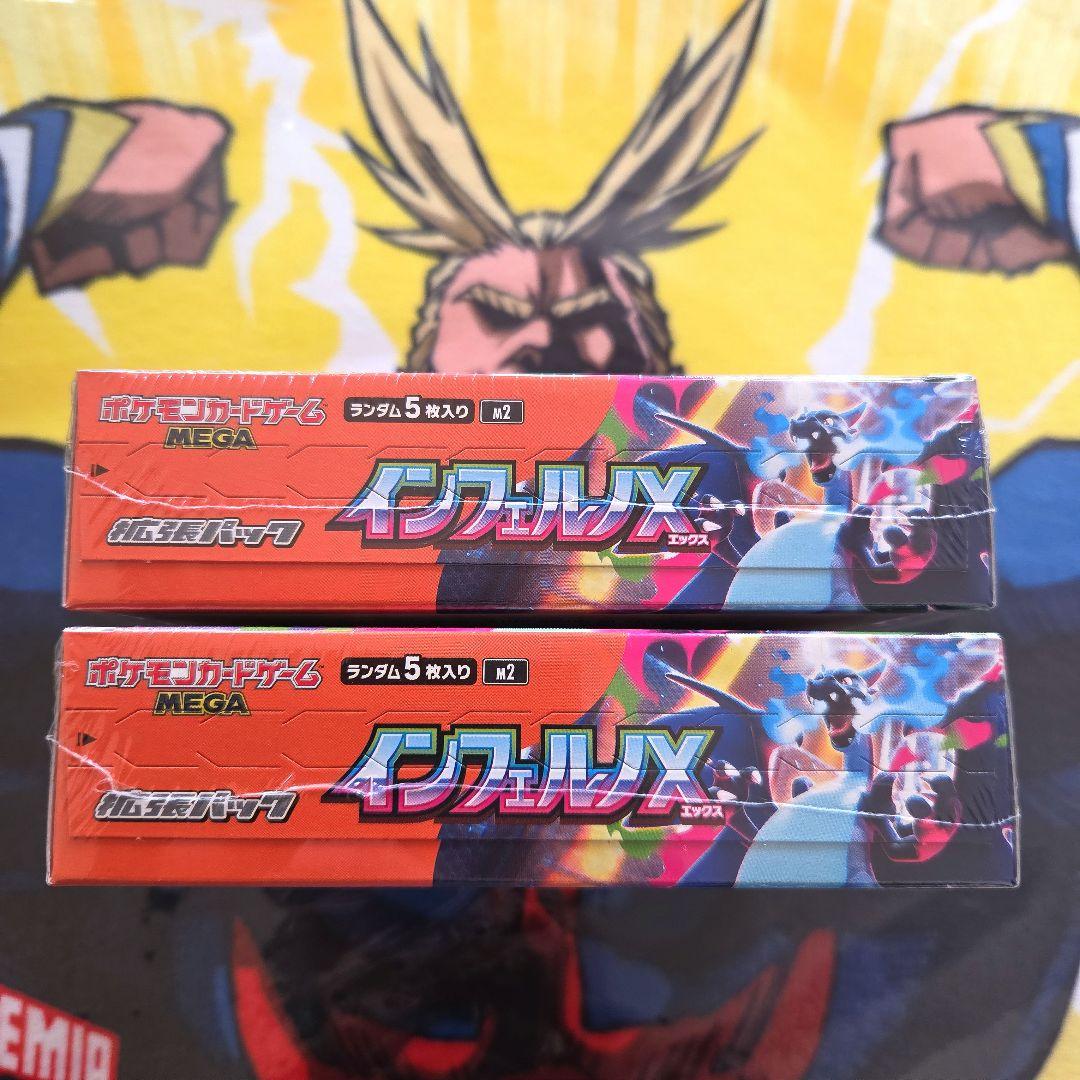 ポケモンカードゲーム
MEGA
ランダム5枚入り
M2
拡張パック
インフェルノX
エックス
ポケモンカードゲーム
MEGA
ランダム5枚入り
M2
拡張パック
インフェルノX
エックス
EMIA